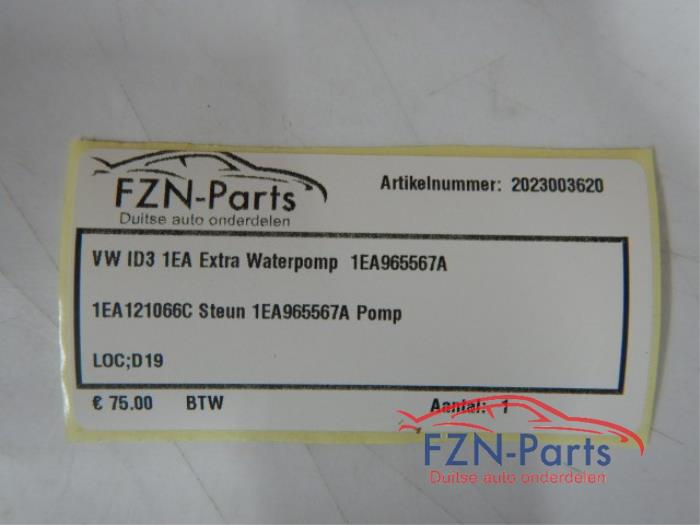 FZN-Parts
Duitse auto onderdelen
Artikelnummer: 2023003620
VW ID3 1EA Extra Waterpomp 1EA965567A
1EA121066C Steun 1EA965567A Pomp
LOC;D19
€ 75.00 BTW Aantal: 1
FZN-Parts
Duitse auto onderdelen